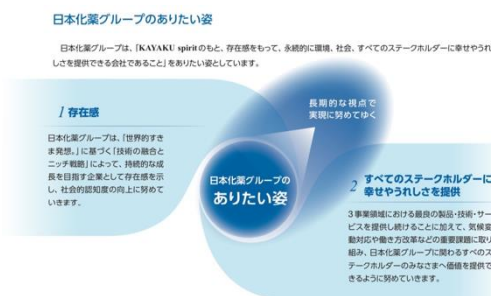 日本化薬グループのありたい姿
日本化薬グループは、「KAYAKU spiritのもと、存在感をもって、永続的に環境、社会、すべてのステークホルダーに幸せやうれ
しさを提供できる会社であること」をありたい姿としています。
長期的な視点で
実現に努めてゆく
1 存在感
日本化薬グループは、「世界的すき
ま発想。」に基づく「技術の融合と
ニッチ戦略」によって、持続的な成
長を目指す企業として存在感を示
し、社会的認知度の向上に努めて
いきます。
日本化薬グループの
ありたい姿
2 すべてのステークホルダーに
幸せやうれしさを提供
3事業領域における最良の製品・技術・サー
ビスを提供し続けることに加えて、気候変
動対応や働き方改革などの重要課題に取り
組み、日本化薬グループに関わるすべてのス
テークホルダーのみなさまへ価値を提供で
きるように努めていきます。